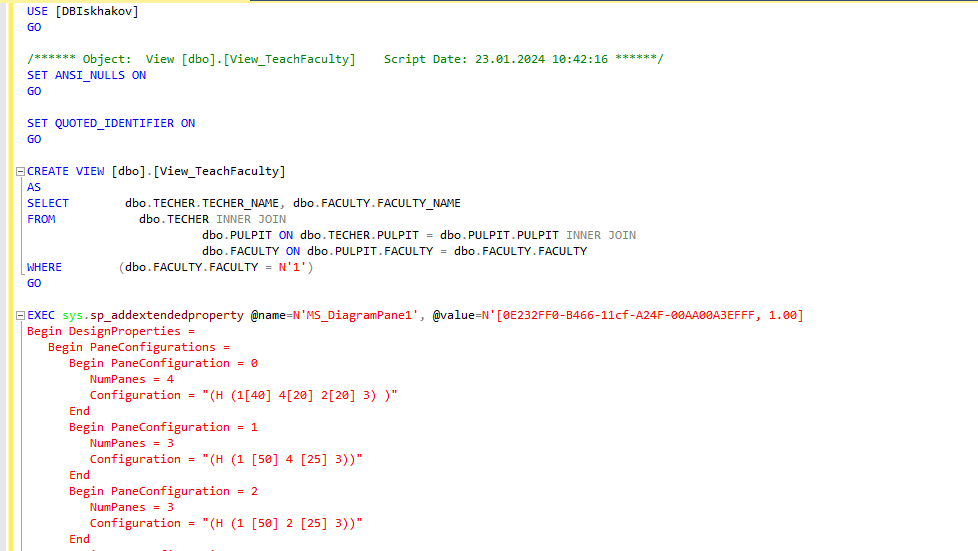 USE [DBIskhakov]
GO
/****** Object:  View [dbo].[View_TeachFaculty]    Script Date: 23.01.2024 10:42:16 ******/
SET ANSI_NULLS ON
GO
SET QUOTED_IDENTIFIER ON
GO
CREATE VIEW [dbo].[View_TeachFaculty]
AS
SELECT        dbo.TECHER.TECHER_NAME, dbo.FACULTY.FACULTY_NAME
FROM            dbo.TECHER INNER JOIN
                         dbo.PULPIT ON dbo.TECHER.PULPIT = dbo.PULPIT.PULPIT INNER JOIN
                         dbo.FACULTY ON dbo.PULPIT.FACULTY = dbo.FACULTY.FACULTY
WHERE        (dbo.FACULTY.FACULTY = N'1')
GO
EXEC sys.sp_addextendedproperty @name=N'MS_DiagramPane1', @value=N'[0E232FF0-B466-11cf-A24F-00AA00A3EFFF, 1.00]
Begin DesignProperties =
   Begin PaneConfigurations =
      Begin PaneConfiguration = 0
         NumPanes = 4
         Configuration = "(H (1[40] 4[20] 2[20] 3) )"
      End
      Begin PaneConfiguration = 1
         NumPanes = 3
         Configuration = "(H (1 [50] 4 [25] 3))"
      End
      Begin PaneConfiguration = 2
         NumPanes = 3
         Configuration = "(H (1 [50] 2 [25] 3))"
      End